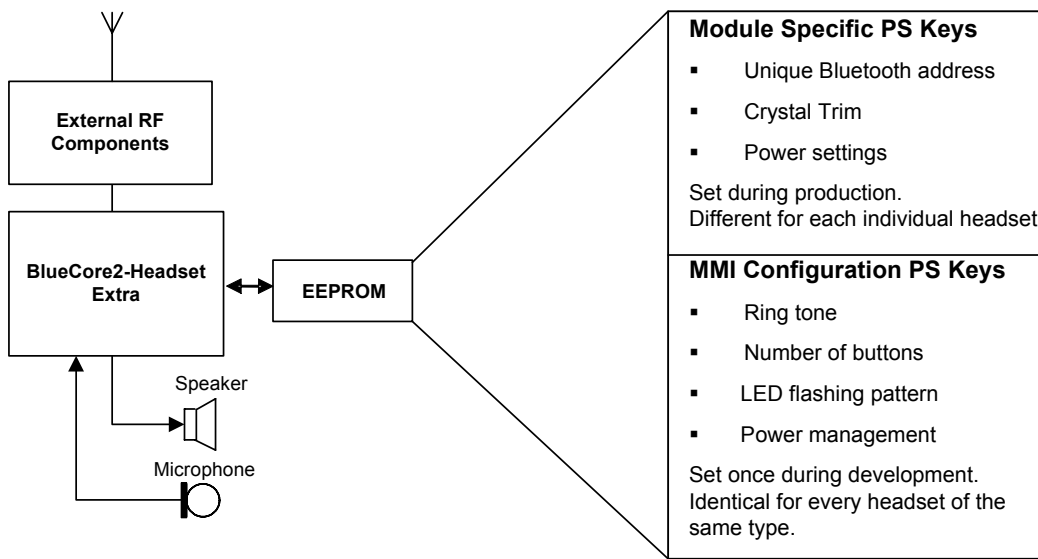 External RF
Components
BlueCore2-Headset
Extra
EEPROM
Speaker
Microphone
Module Specific PS Keys
▪ Unique Bluetooth address
▪ Crystal Trim
▪ Power settings
Set during production.
Different for each individual headset
MMI Configuration PS Keys
▪ Ring tone
▪ Number of buttons
▪ LED flashing pattern
▪ Power management
Set once during development.
Identical for every headset of the
same type.